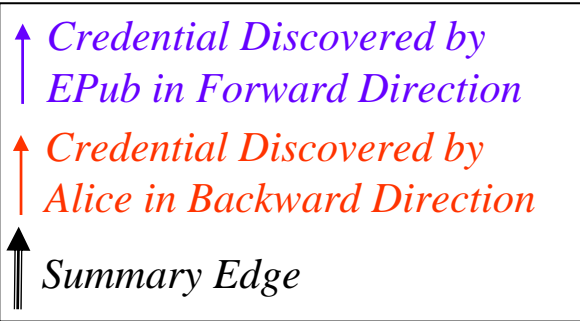 Credential Discovered by
EPub in Forward Direction
Credential Discovered by
Alice in Backward Direction
Summary Edge